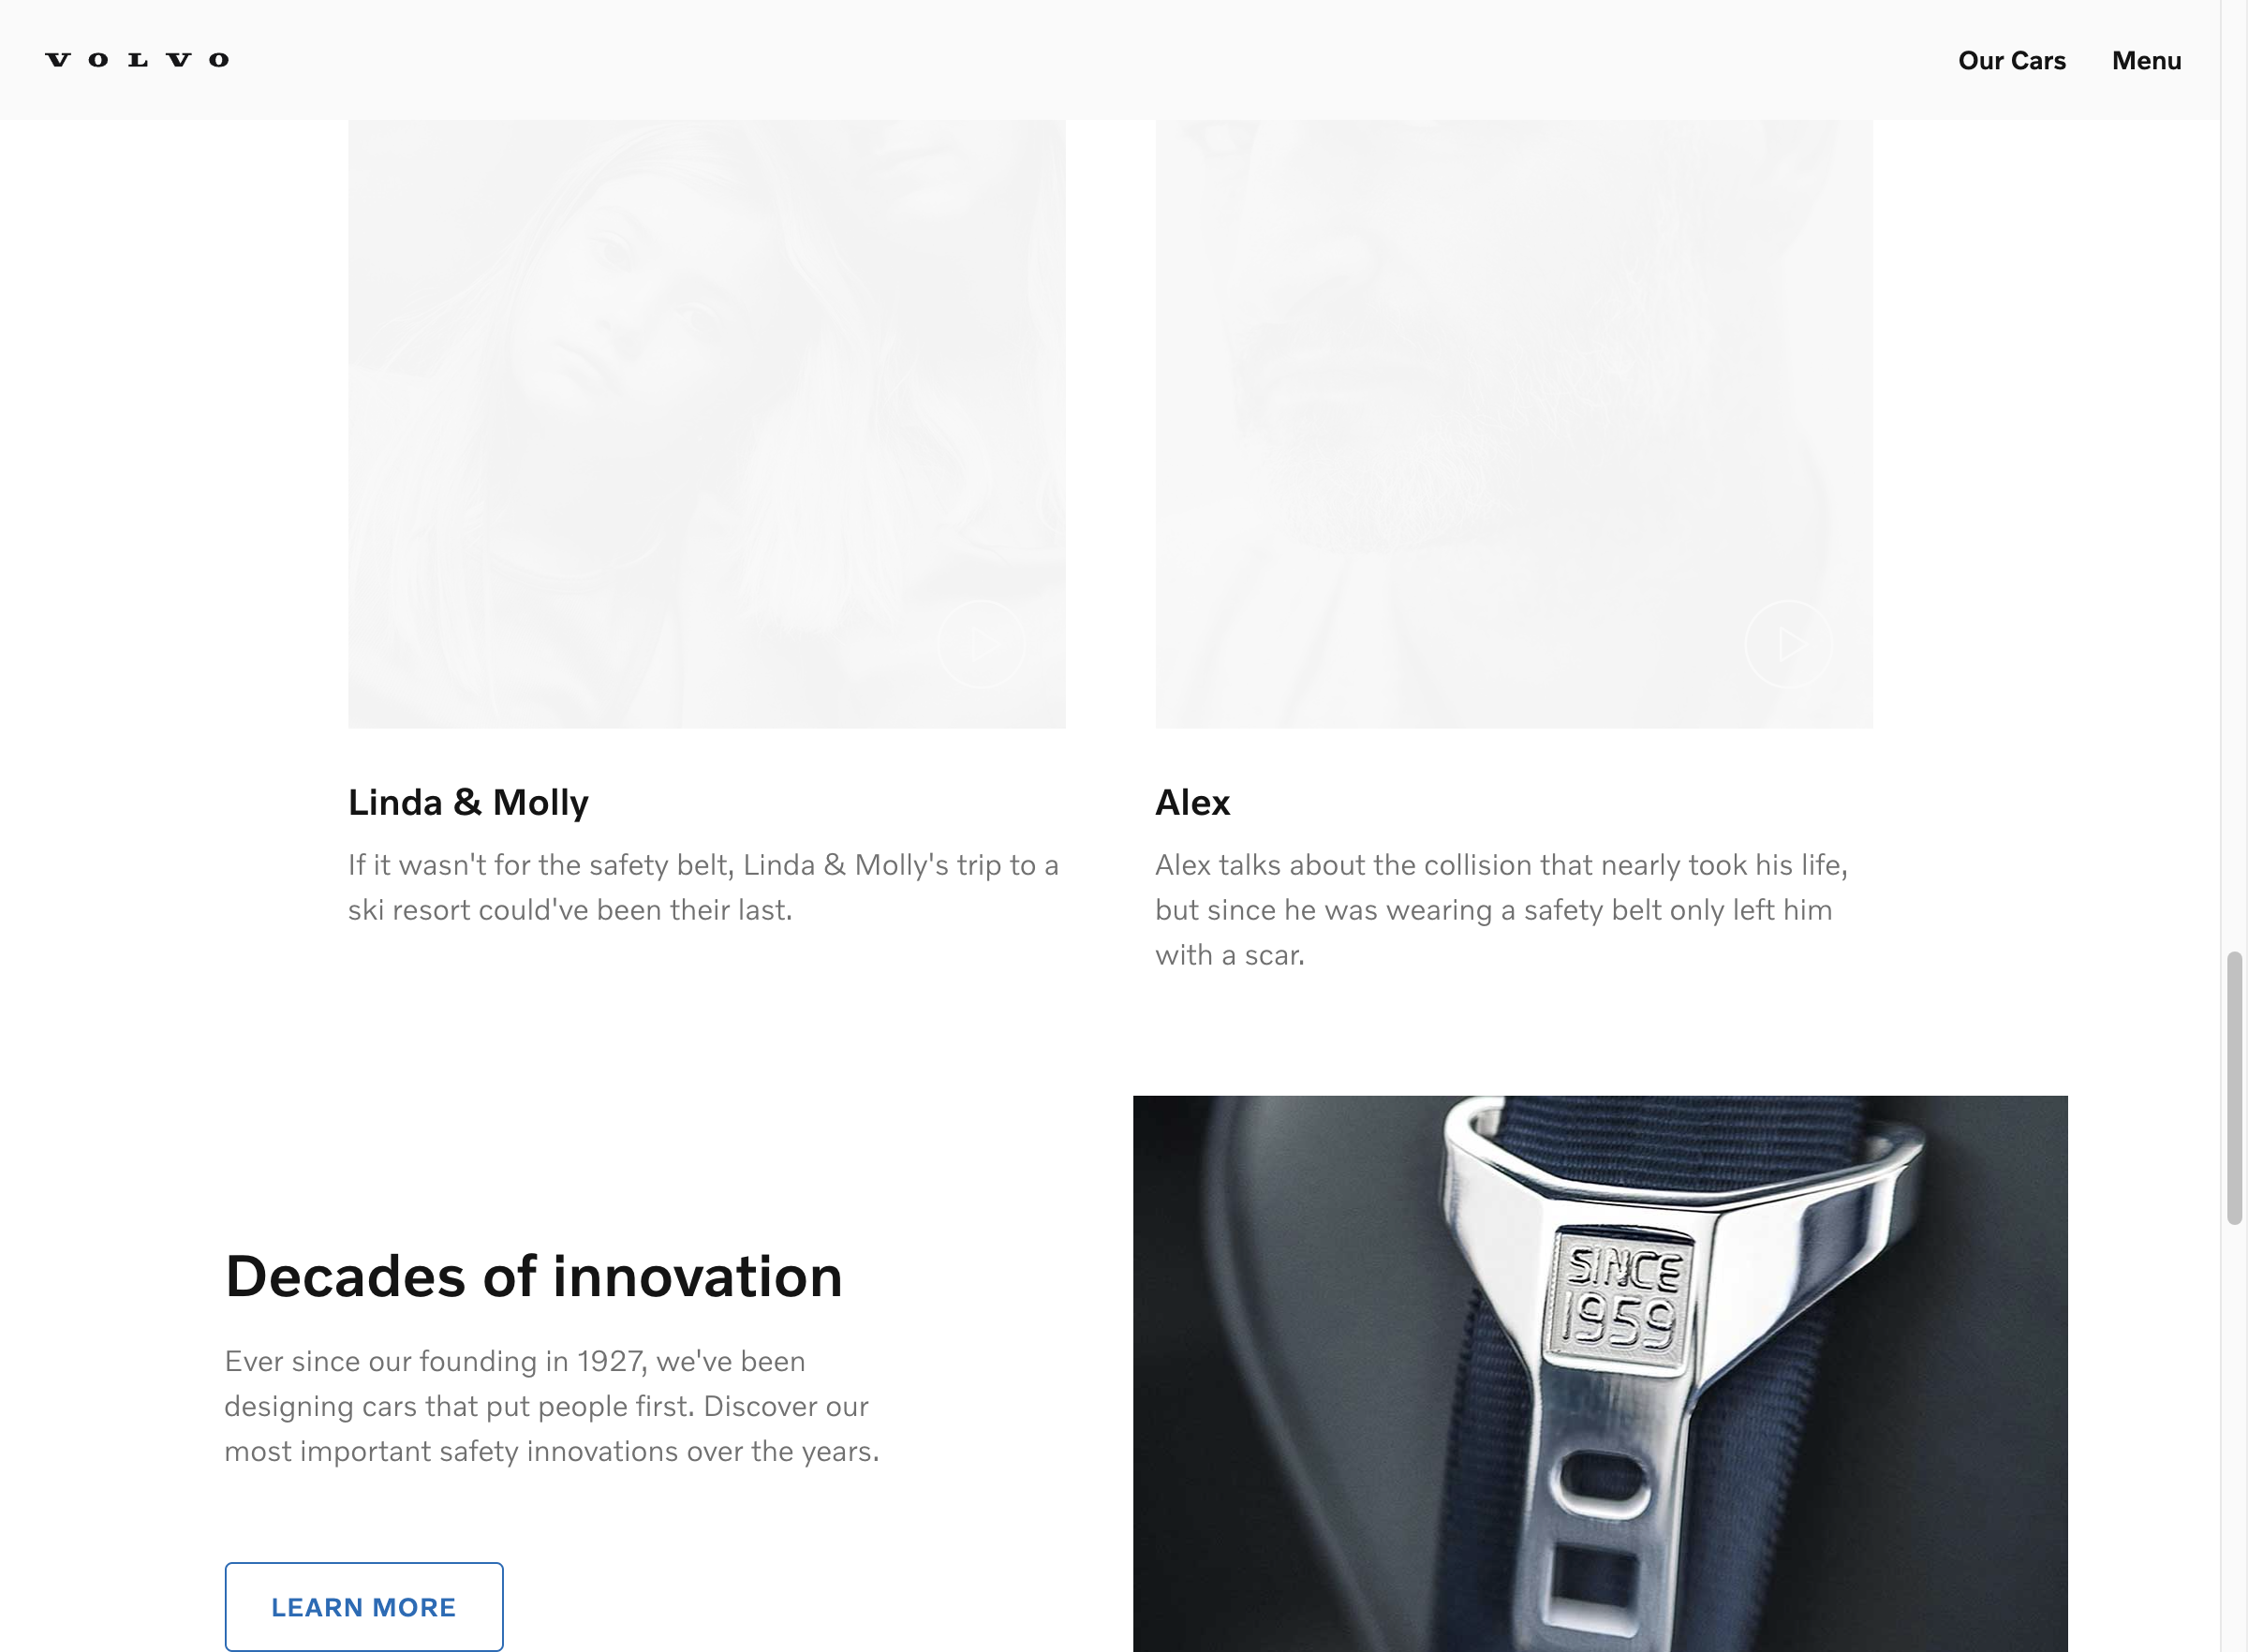 VOLVO
Our Cars
Menu
Linda & Molly
If it wasn't for the safety belt, Linda & Molly's trip to a
ski resort could've been their last.
Alex
Alex talks about the collision that nearly took his life,
but since he was wearing a safety belt only left him
with a scar.
Decades of innovation
Ever since our founding in 1927, we've been
designing cars that put people first. Discover our
most important safety innovations over the years.
LEARN MORE
SINCE
1959